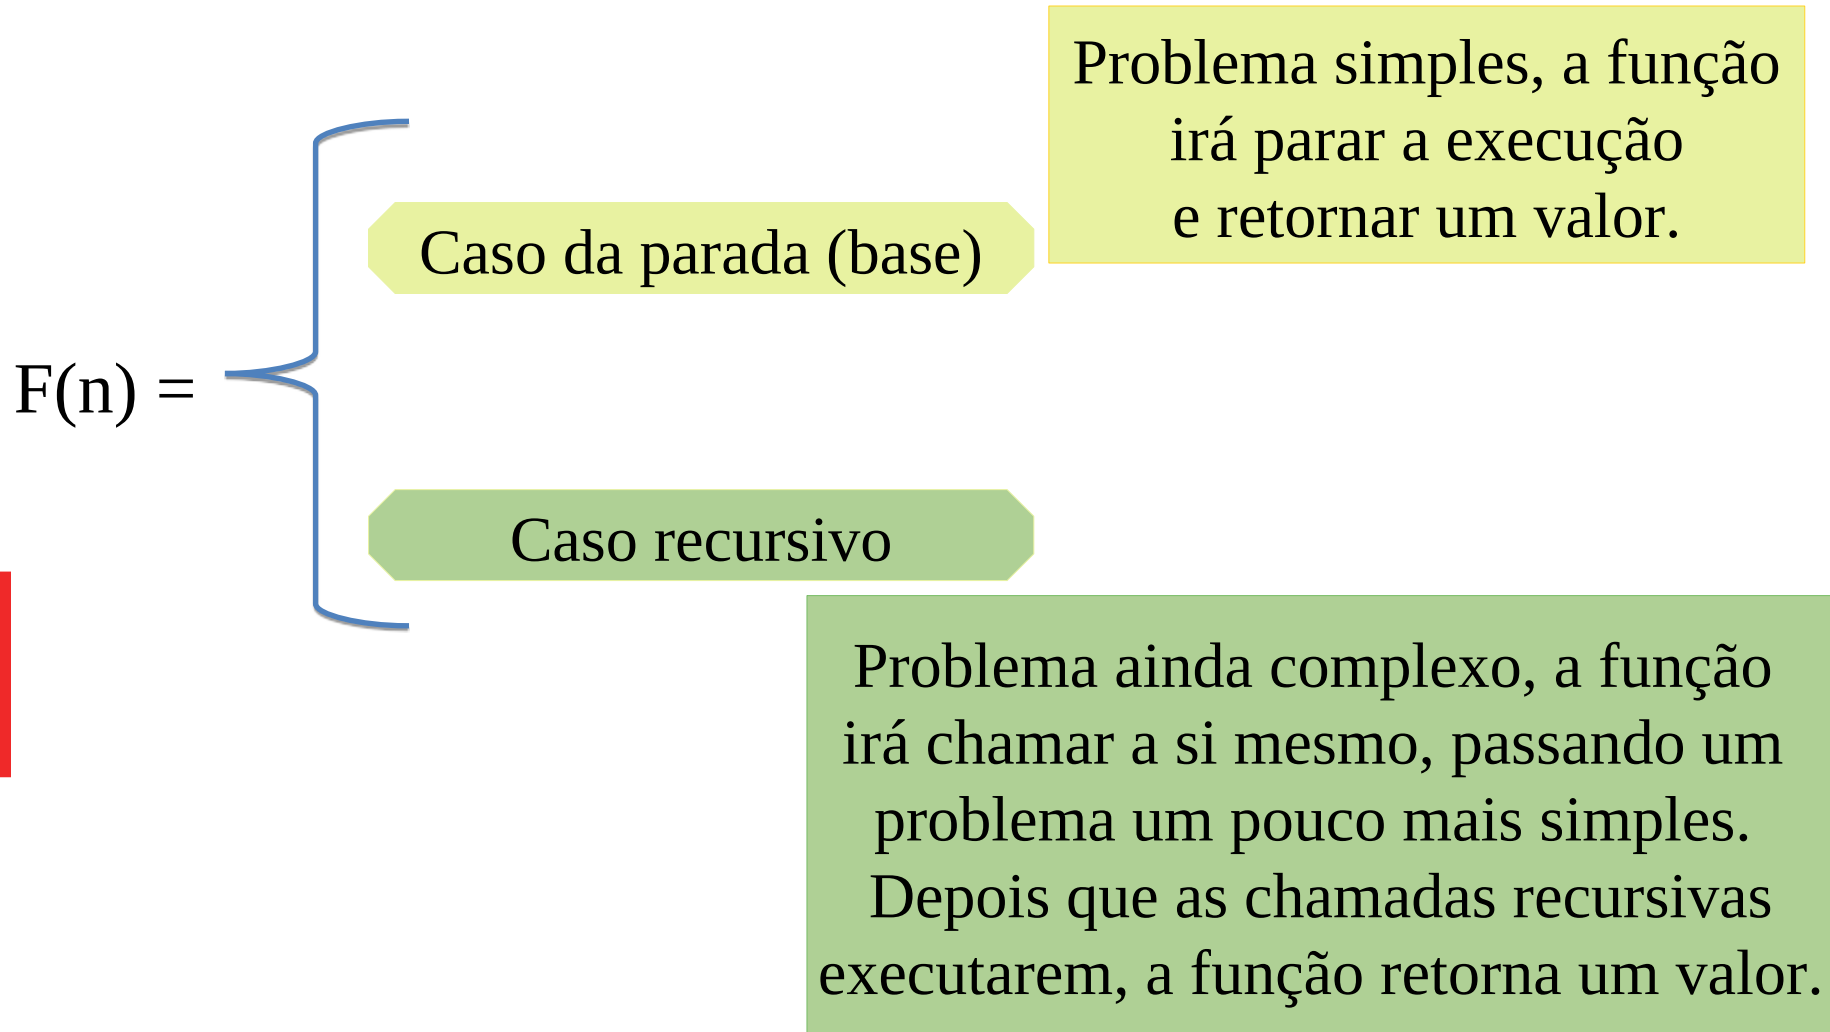 Problema simples, a função
irá parar a execução
e retornar um valor.
Caso da parada (base)
F(n) =
Caso recursivo
Problema ainda complexo, a função
irá chamar a si mesmo, passando um
problema um pouco mais simples.
Depois que as chamadas recursivas
executarem, a função retorna um valor.